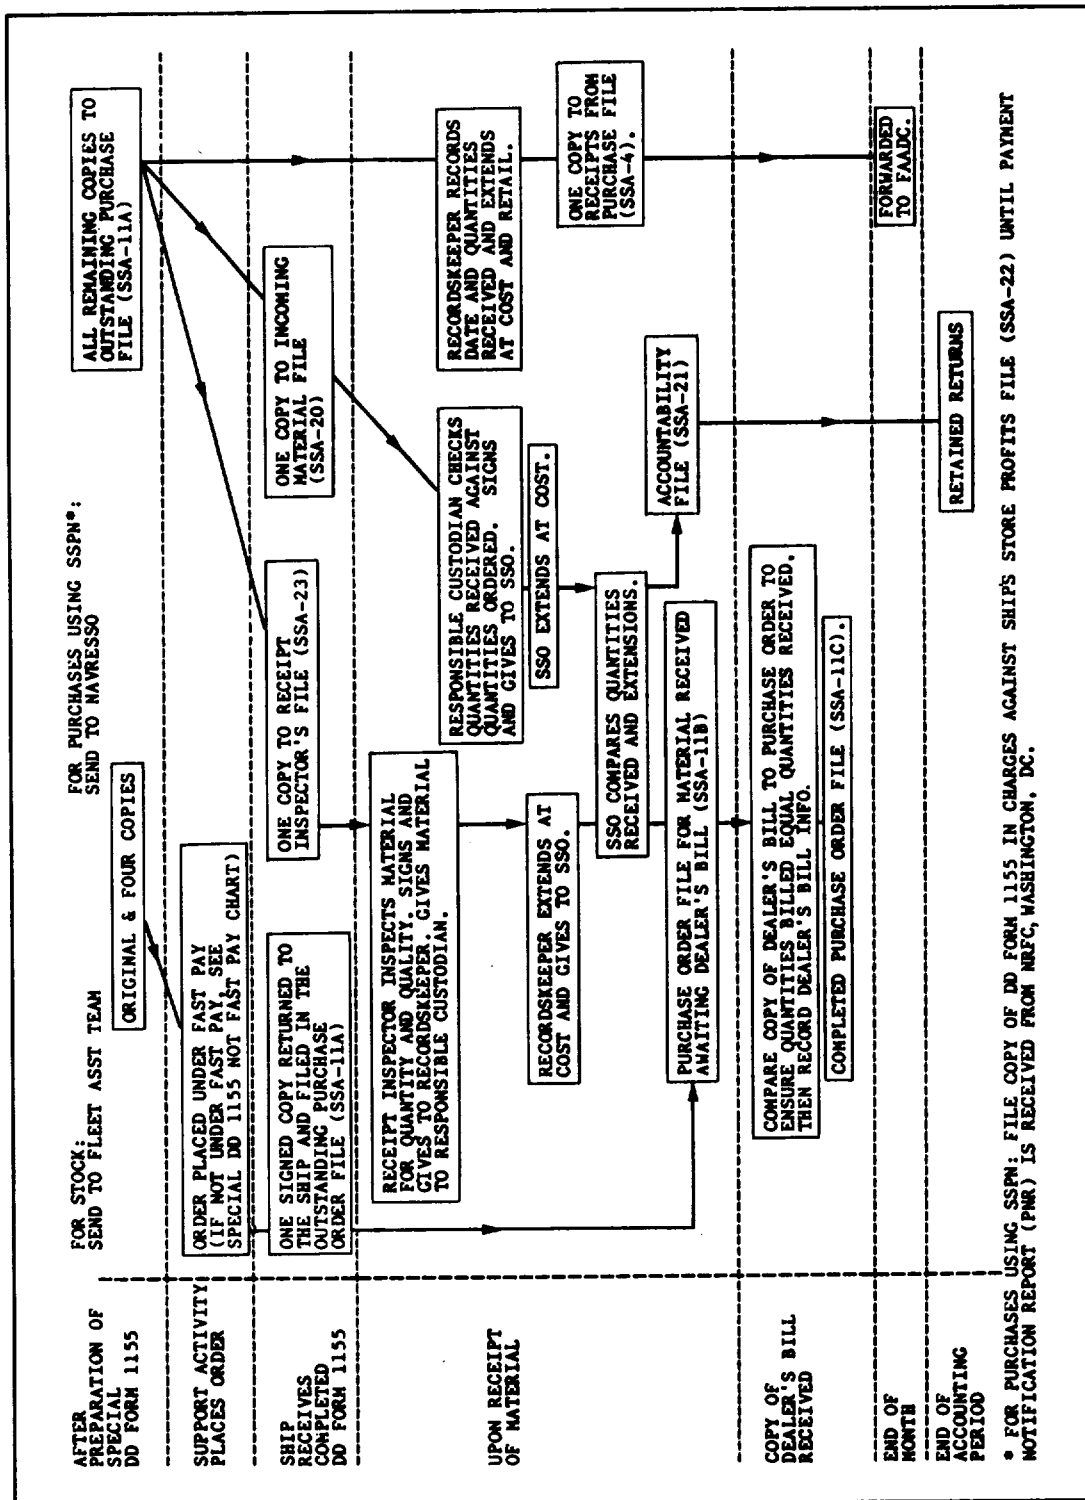 AFTER
PREPARATION OF
SPECIAL
DD FORM 1155
FOR STOCK:
SEND TO FLEET ASST TEAM
FOR PURCHASES USING SSPN*:
SEND TO NAVRESSO
ORIGINAL & FOUR COPIES
ALL REMAINING COPIES TO
OUTSTANDING PURCHASE
FILE (SSA-11A)
SUPPORT ACTIVITY
PLACES ORDER
ORDER PLACED UNDER FAST PAY
(IF NOT UNDER FAST PAY, SEE
SPECIAL DD 1155 NOT FAST PAY CHART)
SHIP
RECEIVES
COMPLETED
DD FORM 1155
ONE SIGNED COPY RETURNED TO
THE SHIP AND FILED IN THE
OUTSTANDING PURCHASE
ORDER FILE (SSA-11A)
ONE COPY TO RECEIPT
INSPECTOR'S FILE (SSA-23)
ONE COPY TO INCOMING
MATERIAL FILE
(SSA-20)
UPON RECEIPT
OF MATERIAL
RECEIPT INSPECTOR INSPECTS MATERIAL
FOR QUANTITY AND QUALITY. SIGNS AND
GIVES TO RECORDSKEEPER. GIVES MATERIAL
TO RESPONSIBLE CUSTODIAN.
RESPONSIBLE CUSTODIAN CHECKS
QUANTITIES RECEIVED AGAINST
QUANTITIES ORDERED. SIGNS
AND GIVES TO SSO.
RECORDSKEEPER RECORDS
DATE AND QUANTITIES
RECEIVED AND EXTENDS
AT COST AND RETAIL.
RECORDSKEEPER EXTENDS AT
COST AND GIVES TO SSO.
SSO EXTENDS AT COST.
ONE COPY TO
RECEIPTS FROM
PURCHASE FILE
(SSA-4)
SSO COMPARES QUANTITIES
RECEIVED AND EXTENSIONS.
ACCOUNTABILITY
FILE (SSA-21)
PURCHASE ORDER FILE FOR MATERIAL RECEIVED
AWAITING DEALER'S BILL (SSA-11B)
COPY OF
DEALER'S BILL
RECEIVED
COMPARE COPY OF DEALER'S BILL TO PURCHASE ORDER TO
ENSURE QUANTITIES BILLED EQUAL QUANTITIES RECEIVED,
THEN RECORD DEALER'S BILL INFO.
COMPLETED PURCHASE ORDER FILE (SSA-11C).
END OF
MONTH
FORWARDED
TO FAADC.
END OF
ACCOUNTING
PERIOD
RETAINED RETURNS
* FOR PURCHASES USING SSPN: FILE COPY OF DD FORM 1155 IN CHARGES AGAINST SHIP'S STORE PROFITS FILE (SSA-22) UNTIL PAYMENT
NOTIFICATION REPORT (PNR) IS RECEIVED FROM NRFC, WASHINGTON, DC.